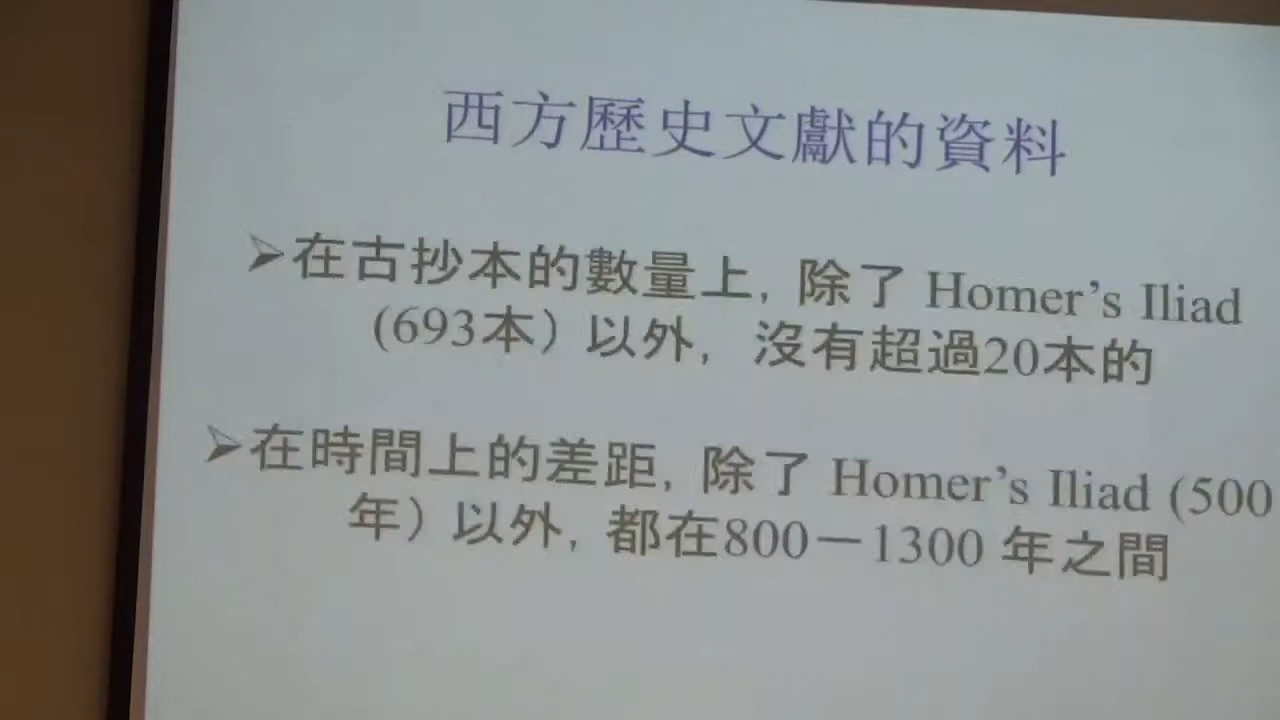 西方歷史文獻的資料
➢在古抄本的數量上, 除了 Homer's Iliad
(693本) 以外, 沒有超過20本的
➢在時間上的差距, 除了 Homer's Iliad (500
年) 以外, 都在800－1300 年之間